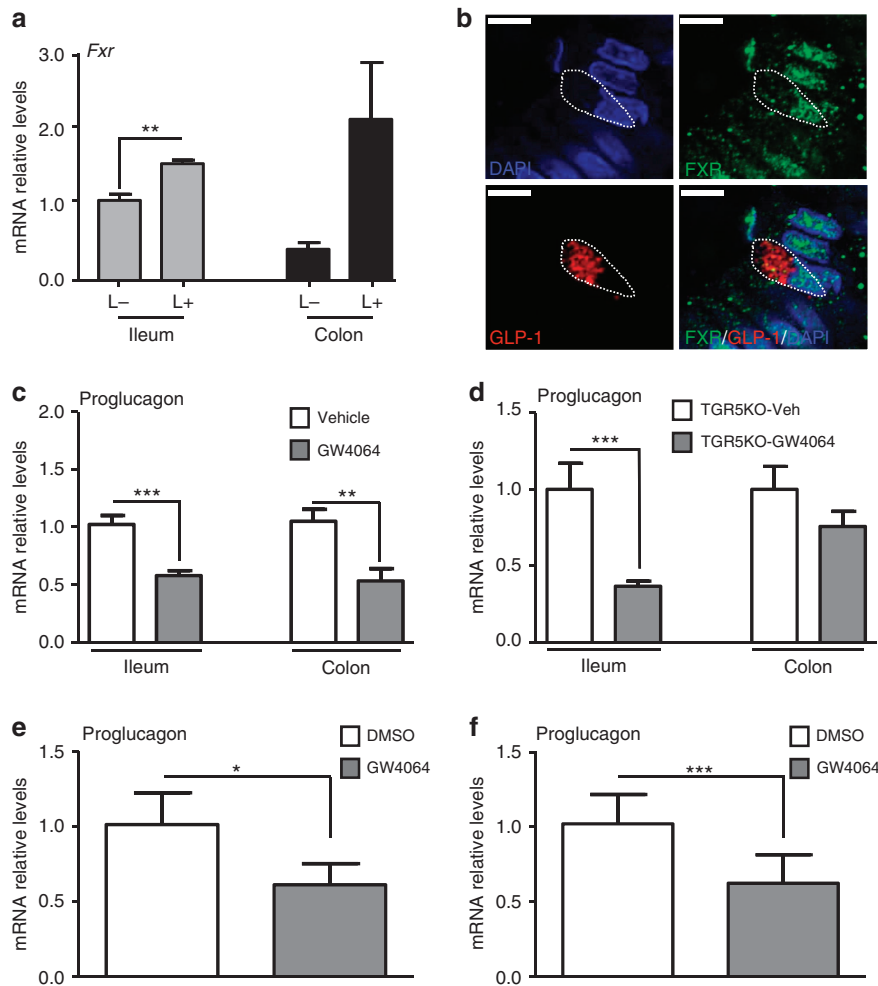 a
Fxr
mRNA relative levels
3.0
2.0
1.0
0.0
**
L– L+ L– L+
Ileum Colon
b
DAPI
FXR
GLP-1
FXR/GLP-1/DAPI
c
Proglucagon
mRNA relative levels
2.0
1.5
1.0
0.5
0.0
Vehicle
GW4064
*** **
Ileum Colon
d
Proglucagon
mRNA relative levels
1.5
1.0
0.5
0.0
TGR5KO-Veh
TGR5KO-GW4064
***
Ileum Colon
e
Proglucagon
mRNA relative levels
1.5
1.0
0.5
0.0
DMSO
GW4064
*
f
Proglucagon
mRNA relative levels
1.5
1.0
0.5
0.0
DMSO
GW4064
***